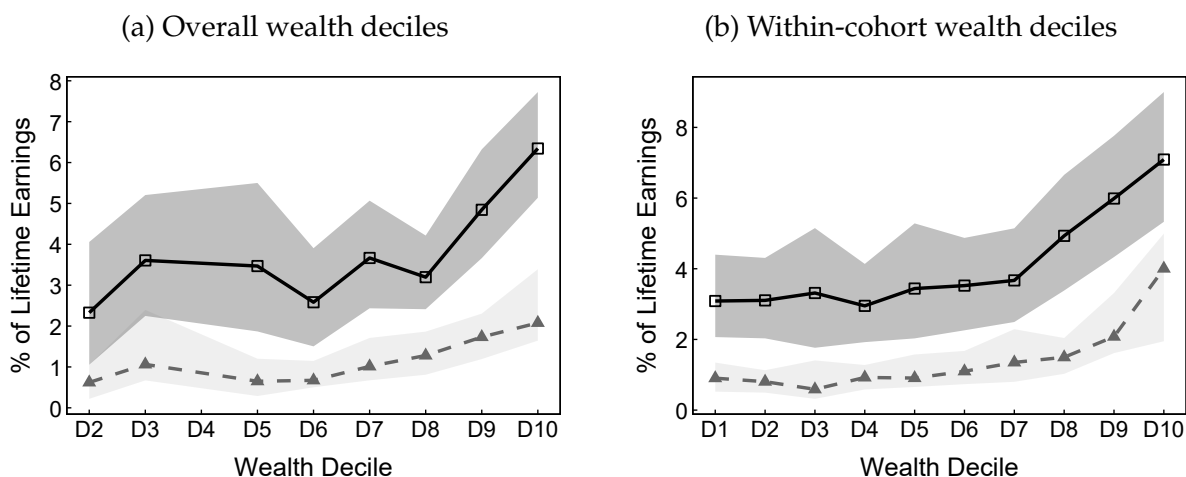 (a) Overall wealth deciles
8
7
6
5
4
3
2
1
0
% of Lifetime Earnings
D2 D3 D4 D5 D6 D7 D8 D9 D10
Wealth Decile
(b) Within-cohort wealth deciles
8
6
4
2
0
% of Lifetime Earnings
D1 D2 D3 D4 D5 D6 D7 D8 D9 D10
Wealth Decile